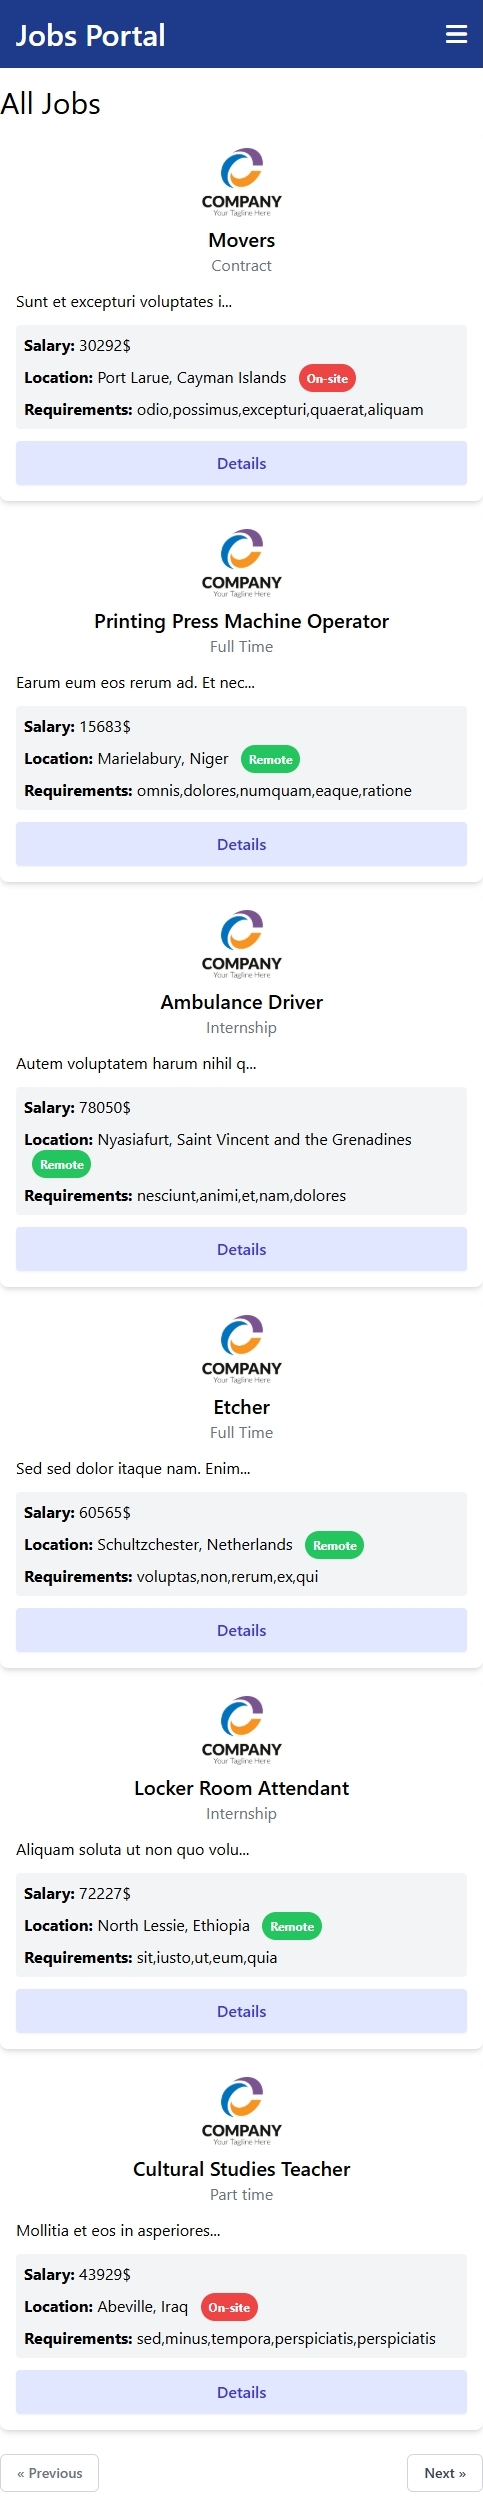 Jobs Portal
All Jobs
COMPANY
Your Tagline Here
Movers
Contract
Sunt et excepturi voluptates i...
Salary: 30292$
Location: Port Larue, Cayman Islands On-site
Requirements: odio,possimus,excepturi,quaerat,aliquam
Details
COMPANY
Your Tagline Here
Printing Press Machine Operator
Full Time
Earum eum eos rerum ad. Et nec...
Salary: 15683$
Location: Marielabury, Niger Remote
Requirements: omnis,dolores,numquam,eaque,ratione
Details
COMPANY
Your Tagline Here
Ambulance Driver
Internship
Autem voluptatem harum nihil q...
Salary: 78050$
Location: Nyasiafurt, Saint Vincent and the Grenadines
Remote
Requirements: nesciunt,animi,et,nam,dolores
Details
COMPANY
Your Tagline Here
Etcher
Full Time
Sed sed dolor itaque nam. Enim...
Salary: 60565$
Location: Schultzchester, Netherlands Remote
Requirements: voluptas,non,rerum,ex,qui
Details
COMPANY
Your Tagline Here
Locker Room Attendant
Internship
Aliquam soluta ut non quo volu...
Salary: 72227$
Location: North Lessie, Ethiopia Remote
Requirements: sit,iusto,ut,eum,quia
Details
COMPANY
Your Tagline Here
Cultural Studies Teacher
Part time
Mollitia et eos in asperiores...
Salary: 43929$
Location: Abeville, Iraq On-site
Requirements: sed,minus,tempora,perspiciatis,perspiciatis
Details
« Previous
Next »